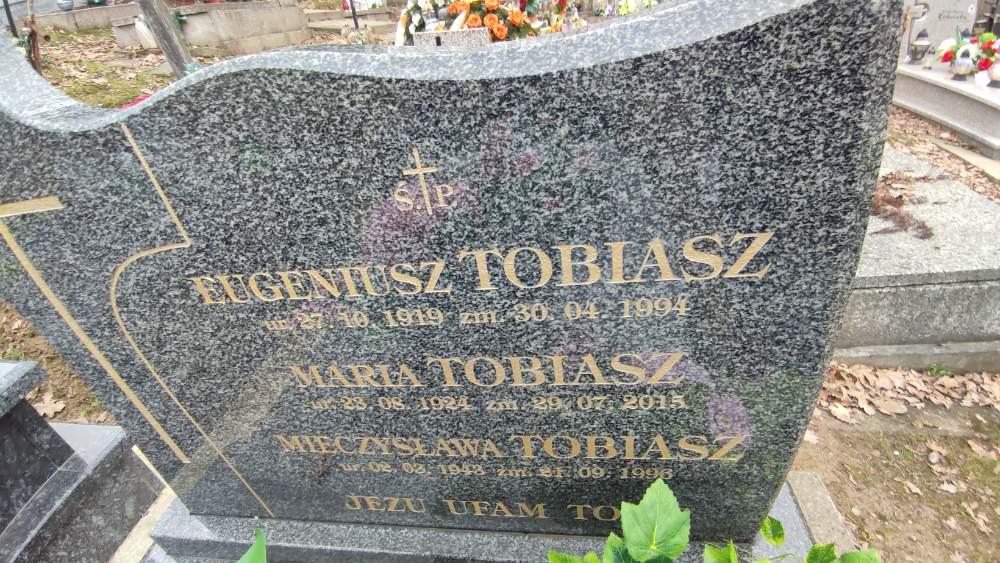 Ś P
EUGENIUSZ TOBIASZ
ur. 27. 10. 1919 zm. 30. 04. 1994
MARIA TOBIASZ
ur. 23. 08. 1924 zm. 29. 07. 2015
MIECZYSŁAWA TOBIASZ
ur. 02. 02. 1943 zm. 21. 09. 1996
JEZU UFAM